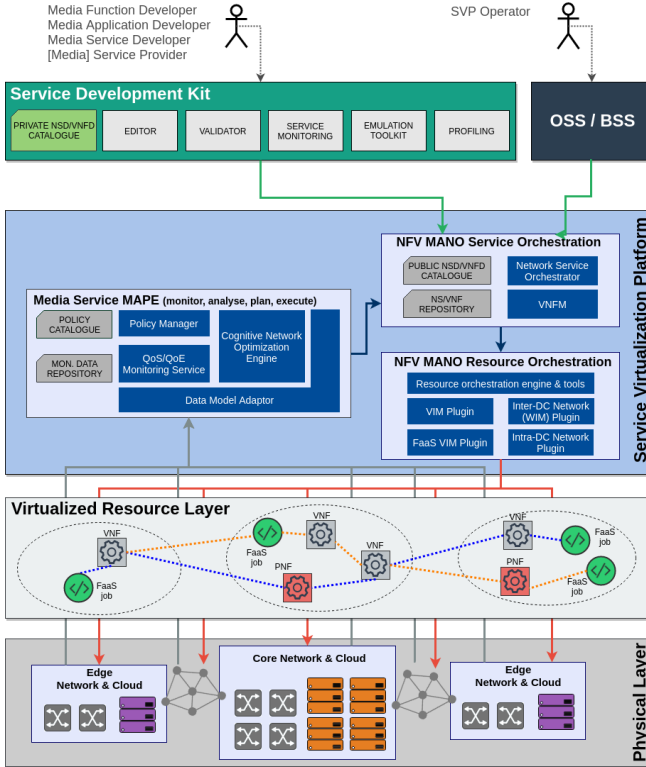 Media Function Developer
Media Application Developer
Media Service Developer
[Media] Service Provider
SVP Operator
Service Development Kit
PRIVATE NSD/VNFD
CATALOGUE
EDITOR
VALIDATOR
SERVICE
MONITORING
EMULATION
TOOLKIT
PROFILING
OSS / BSS
Service Virtualization Platform
NFV MANO Service Orchestration
PUBLIC NSD/VNFD
CATALOGUE
Network Service
Orchestrator
NS/VNF
REPOSITORY
VNFM
Media Service MAPE (monitor, analyse, plan, execute)
POLICY
CATALOGUE
Policy Manager
Cognitive Network
Optimization
Engine
MON. DATA
REPOSITORY
QoS/QoE
Monitoring Service
Data Model Adaptor
NFV MANO Resource Orchestration
Resource orchestration engine & tools
VIM Plugin
Inter-DC Network
(WIM) Plugin
FaaS VIM Plugin
Intra-DC Network
Plugin
Virtualized Resource Layer
VNF
FaaS
job
FaaS
job
VNF
PNF
VNF
VNF
FaaS
job
PNF
FaaS
job
Physical Layer
Edge
Network & Cloud
Core Network & Cloud
Edge
Network & Cloud